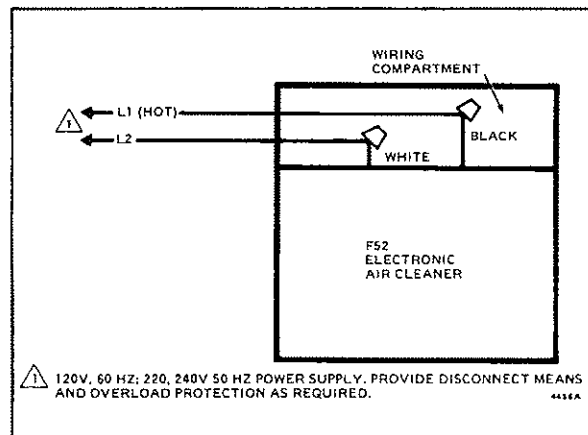 WIRING
COMPARTMENT
L1 (HOT)
1
L2
BLACK
WHITE
F52
ELECTRONIC
AIR CLEANER
1 120V, 60 HZ; 220, 240V 50 HZ POWER SUPPLY. PROVIDE DISCONNECT MEANS
AND OVERLOAD PROTECTION AS REQUIRED.